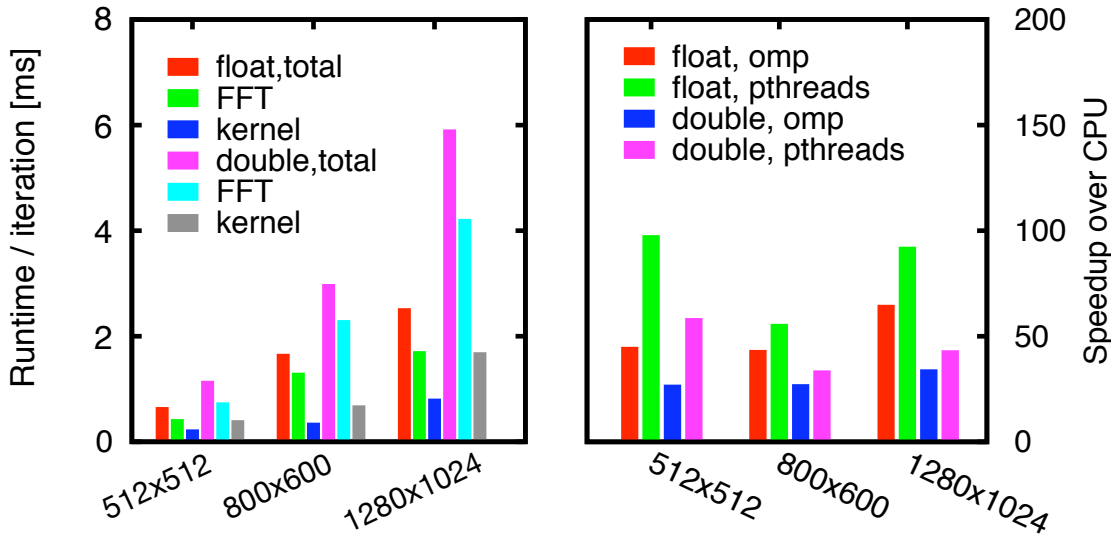 Runtime / iteration [ms]
8
6
4
2
0
float,total
FFT
kernel
double,total
FFT
kernel
512x512
800x600
1280x1024
float, omp
float, pthreads
double, omp
double, pthreads
200
150
100
50
0
Speedup over CPU
512x512
800x600
1280x1024